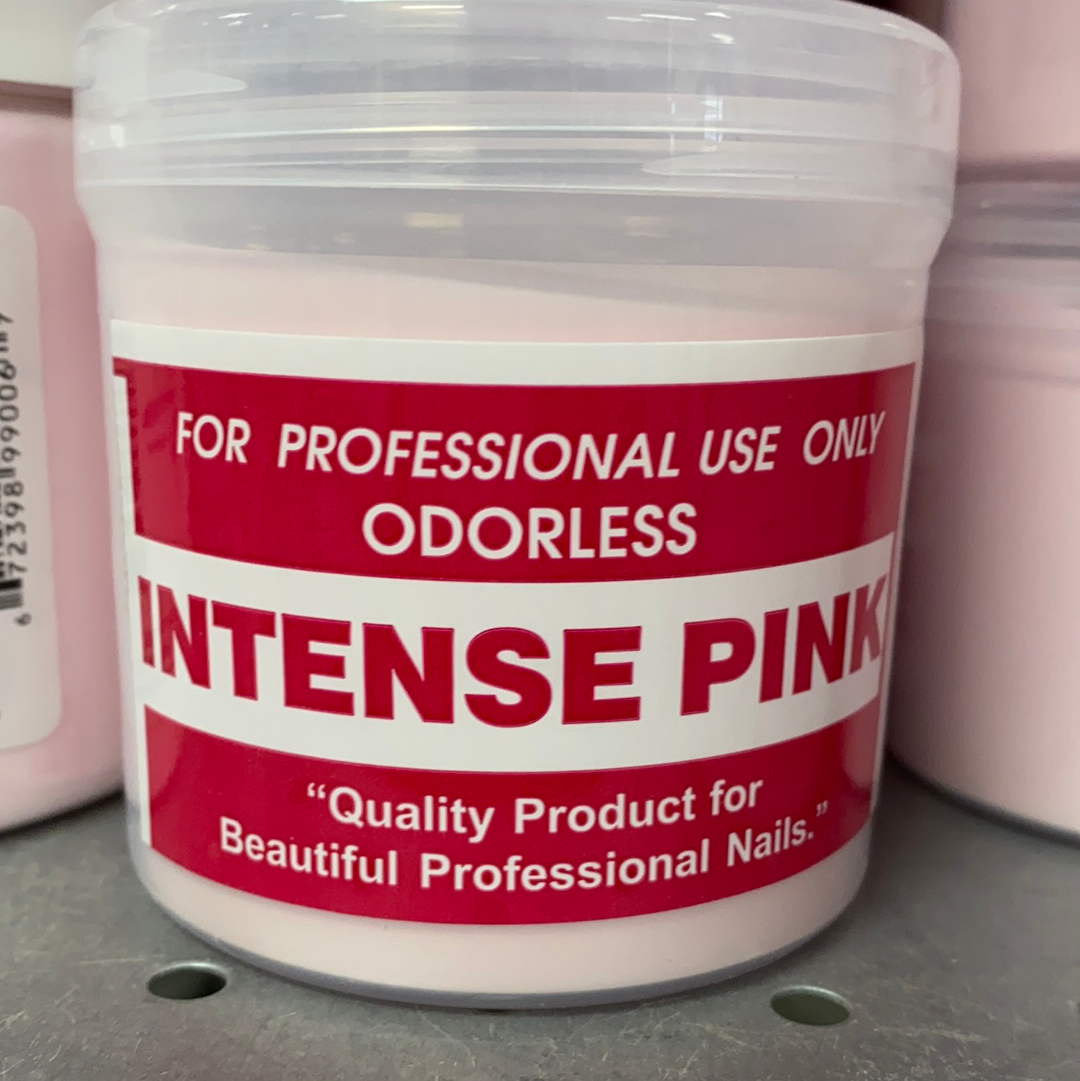 FOR PROFESSIONAL USE ONLY
ODORLESS
INTENSE PINK
“Quality Product for
Beautiful Professional Nails.”